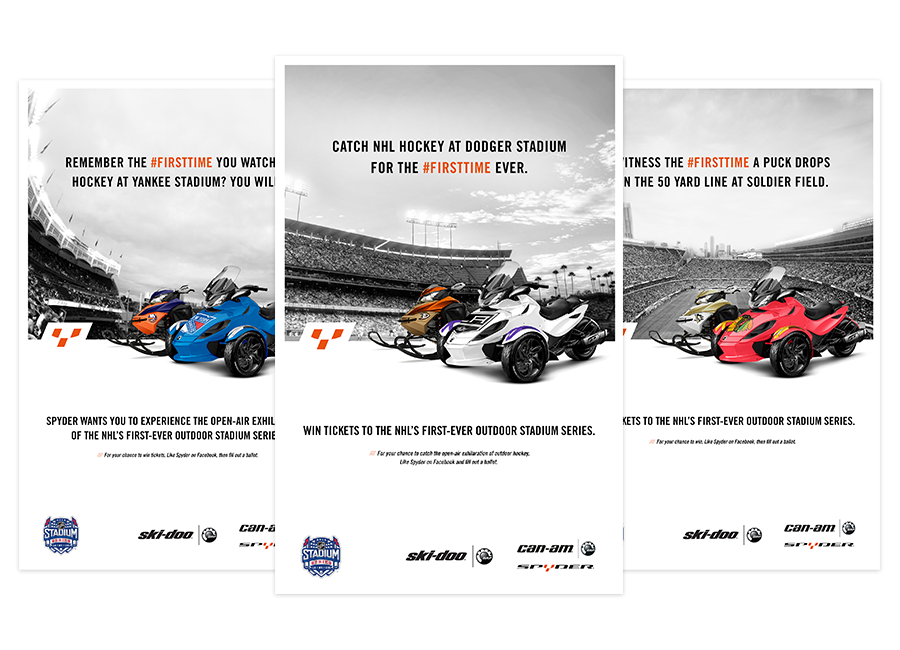 REMEMBER THE #FIRSTTIME YOU WATCH
HOCKEY AT YANKEE STADIUM? YOU WIL
SPYDER WANTS YOU TO EXPERIENCE THE OPEN-AIR EXHIL
OF THE NHL'S FIRST-EVER OUTDOOR STADIUM SERIE
/// For your chance to win tickets, Like Spyder on Facebook, then fill out a ballot.
STADIUM
SERIES
ski-doo
can-am
SPY
CATCH NHL HOCKEY AT DODGER STADIUM
FOR THE #FIRSTTIME EVER.
WIN TICKETS TO THE NHL'S FIRST-EVER OUTDOOR STADIUM SERIES.
/// For your chance to catch the open-air exhilaration of outdoor hockey,
Like Spyder on Facebook and fill out a ballot.
STADIUM
SERIES
ski-doo
can-am
SPYDER
ITNESS THE #FIRSTTIME A PUCK DROPS
N THE 50 YARD LINE AT SOLDIER FIELD.
KETS TO THE NHL'S FIRST-EVER OUTDOOR STADIUM SERIES.
/// For your chance to win, Like Spyder on Facebook, then fill out a ballot.
ski-doo
can-am
SPYDER